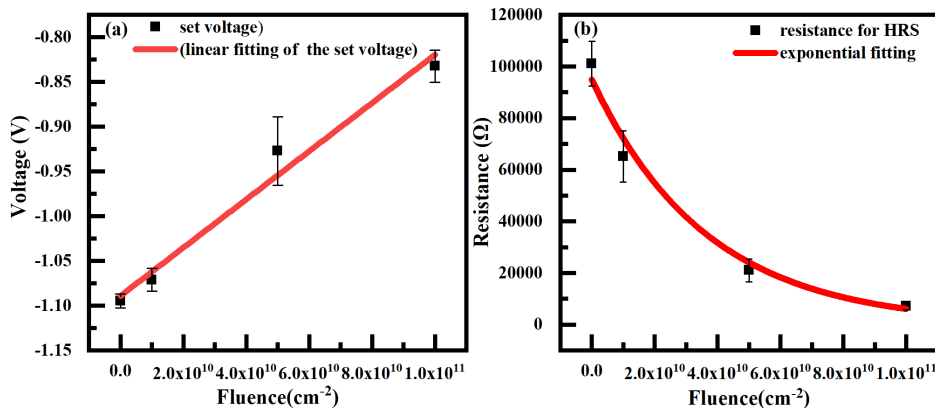 (a)
set voltage)
(linear fitting of the set voltage)
Voltage (V)
-0.80
-0.85
-0.90
-0.95
-1.00
-1.05
-1.10
-1.15
0.0 2.0x10¹⁰ 4.0x10¹⁰ 6.0x10¹⁰ 8.0x10¹⁰ 1.0x10¹¹
Fluence(cm⁻²)
(b)
resistance for HRS
exponential fitting
Resistance (Ω)
120000
100000
80000
60000
40000
20000
0
0.0 2.0x10¹⁰ 4.0x10¹⁰ 6.0x10¹⁰ 8.0x10¹⁰ 1.0x10¹¹
Fluence(cm⁻²)